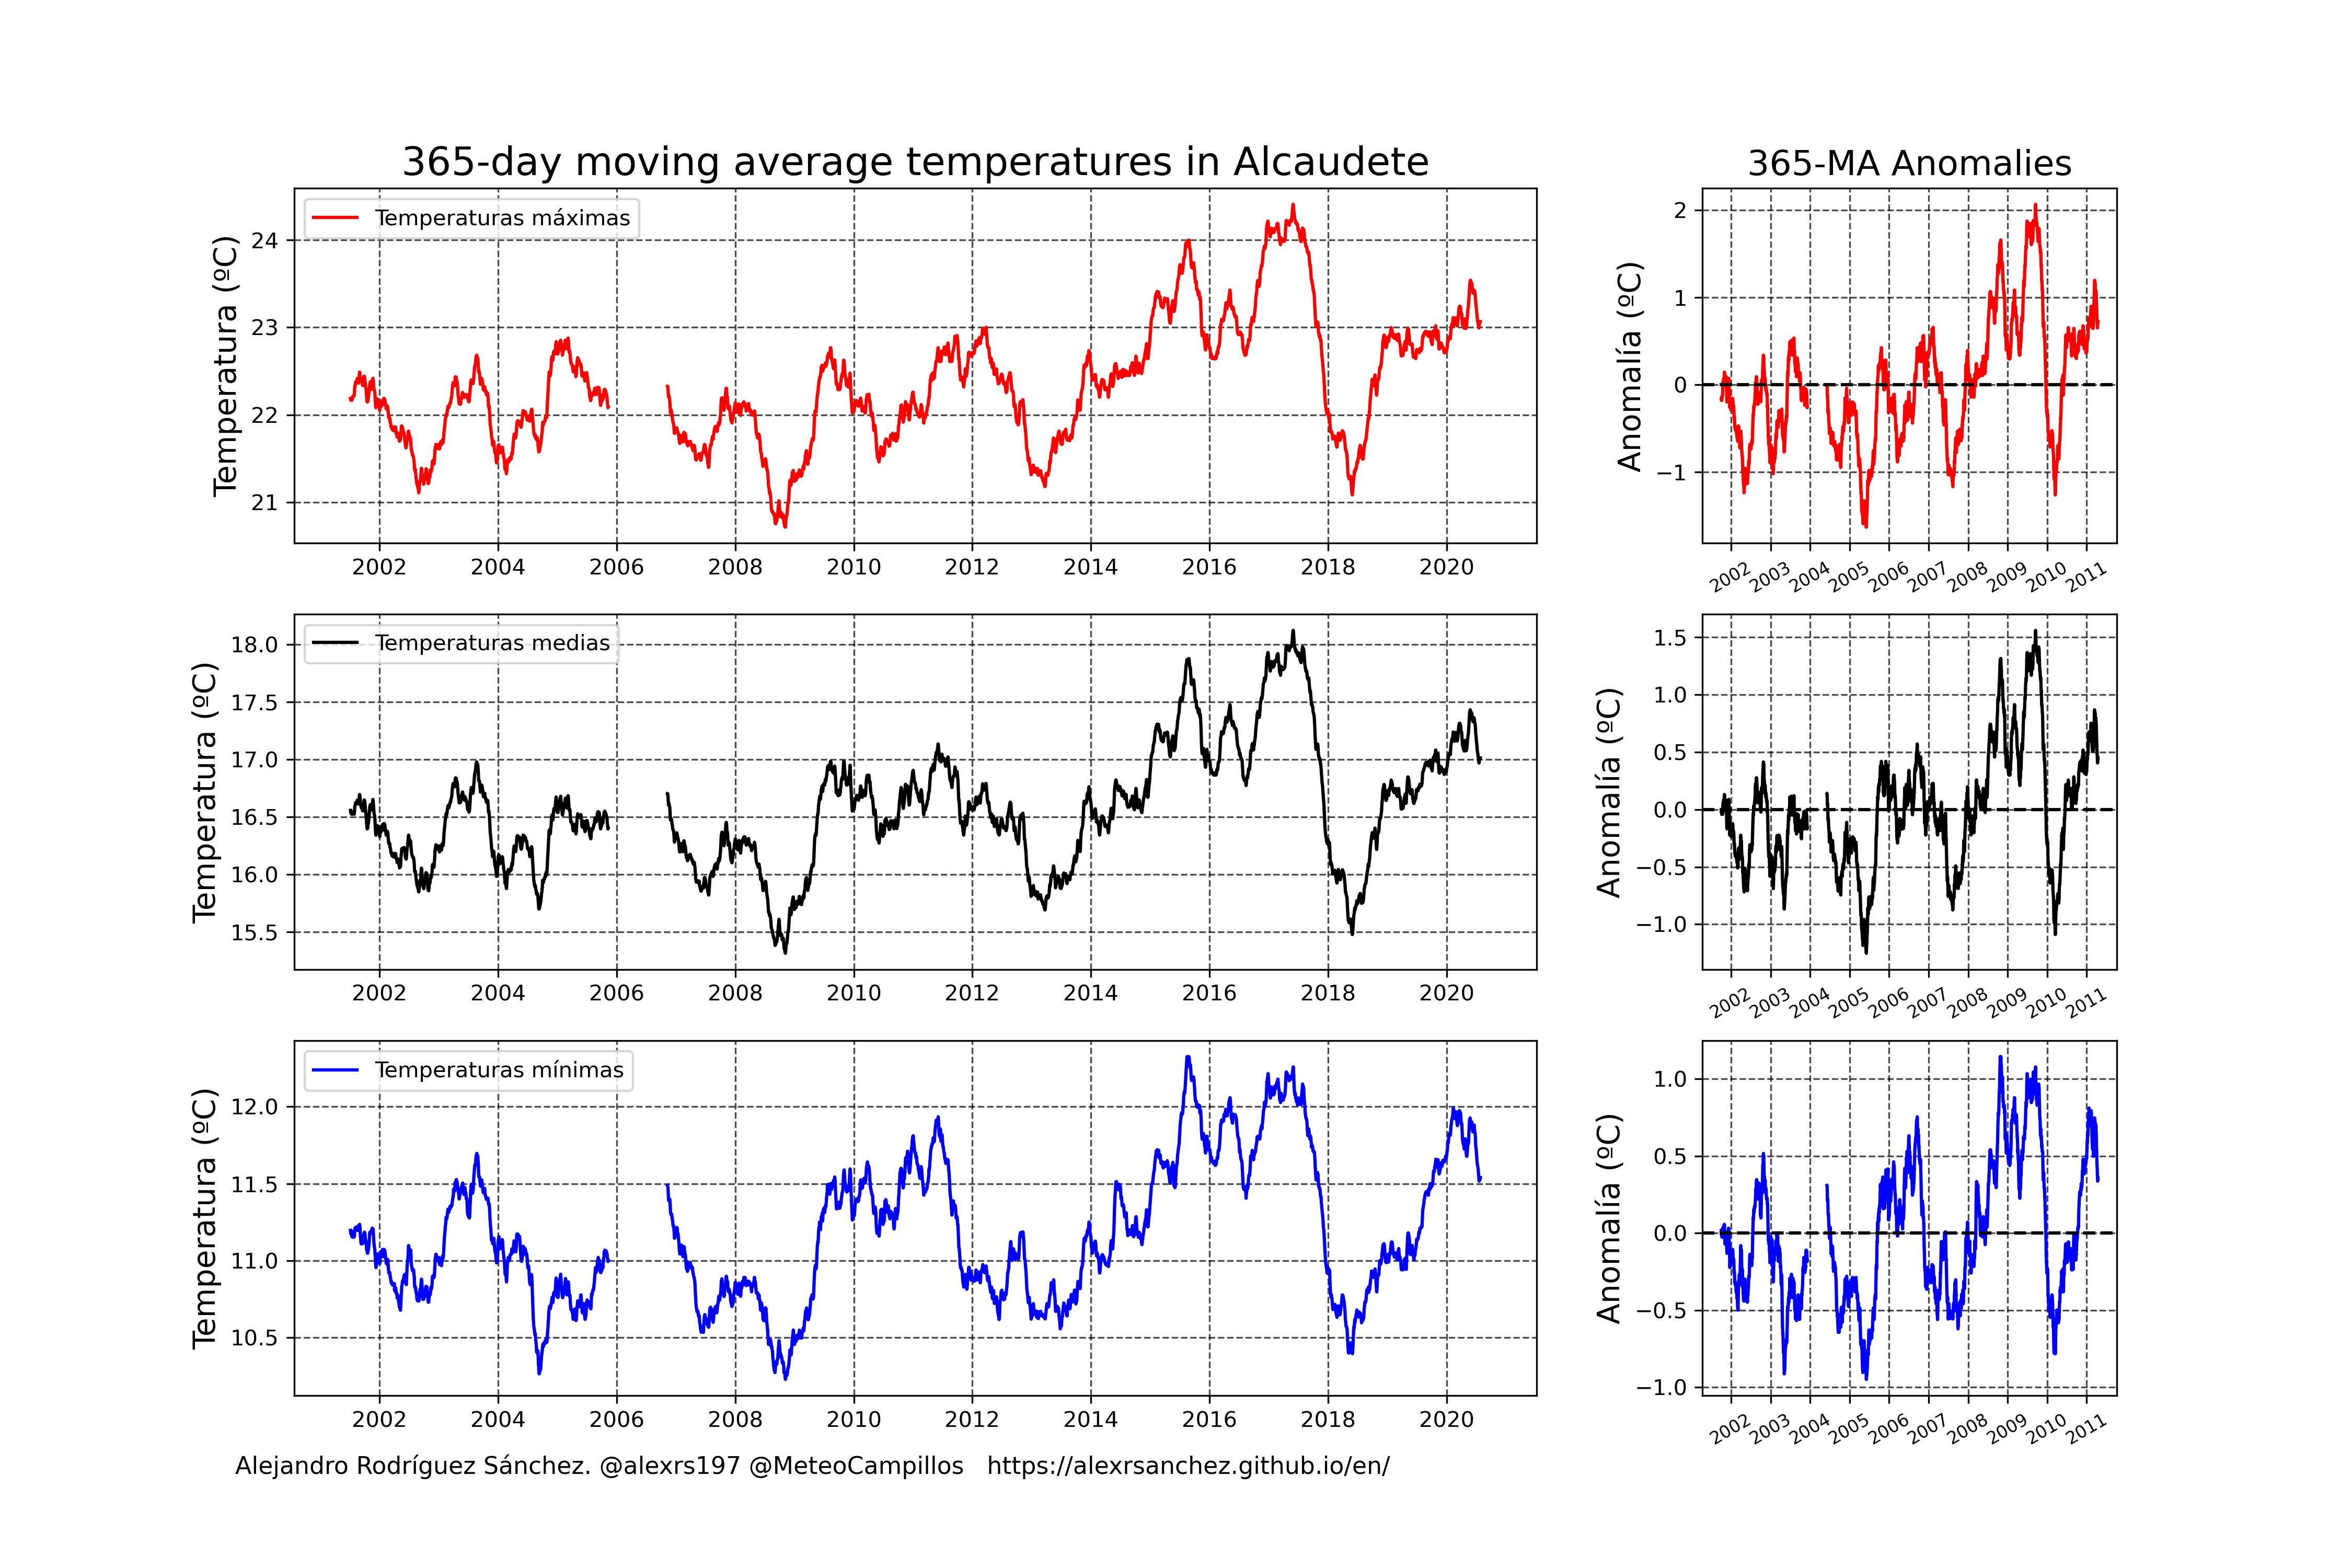 365-day moving average temperatures in Alcaudete
365-MA Anomalies
Temperaturas máximas
Temperatura (ºC)
24
23
22
21
2002 2004 2006 2008 2010 2012 2014 2016 2018 2020
Anomalía (ºC)
2
1
0
−1
2002 2003 2004 2005 2006 2007 2008 2009 2010 2011
Temperaturas medias
Temperatura (ºC)
18.0
17.5
17.0
16.5
16.0
15.5
2002 2004 2006 2008 2010 2012 2014 2016 2018 2020
Anomalía (ºC)
1.5
1.0
0.5
0.0
−0.5
−1.0
2002 2003 2004 2005 2006 2007 2008 2009 2010 2011
Temperaturas mínimas
Temperatura (ºC)
12.0
11.5
11.0
10.5
2002 2004 2006 2008 2010 2012 2014 2016 2018 2020
Anomalía (ºC)
1.0
0.5
0.0
−0.5
−1.0
2002 2003 2004 2005 2006 2007 2008 2009 2010 2011
Alejandro Rodríguez Sánchez. @alexrs197 @MeteoCampillos https://alexrsanchez.github.io/en/